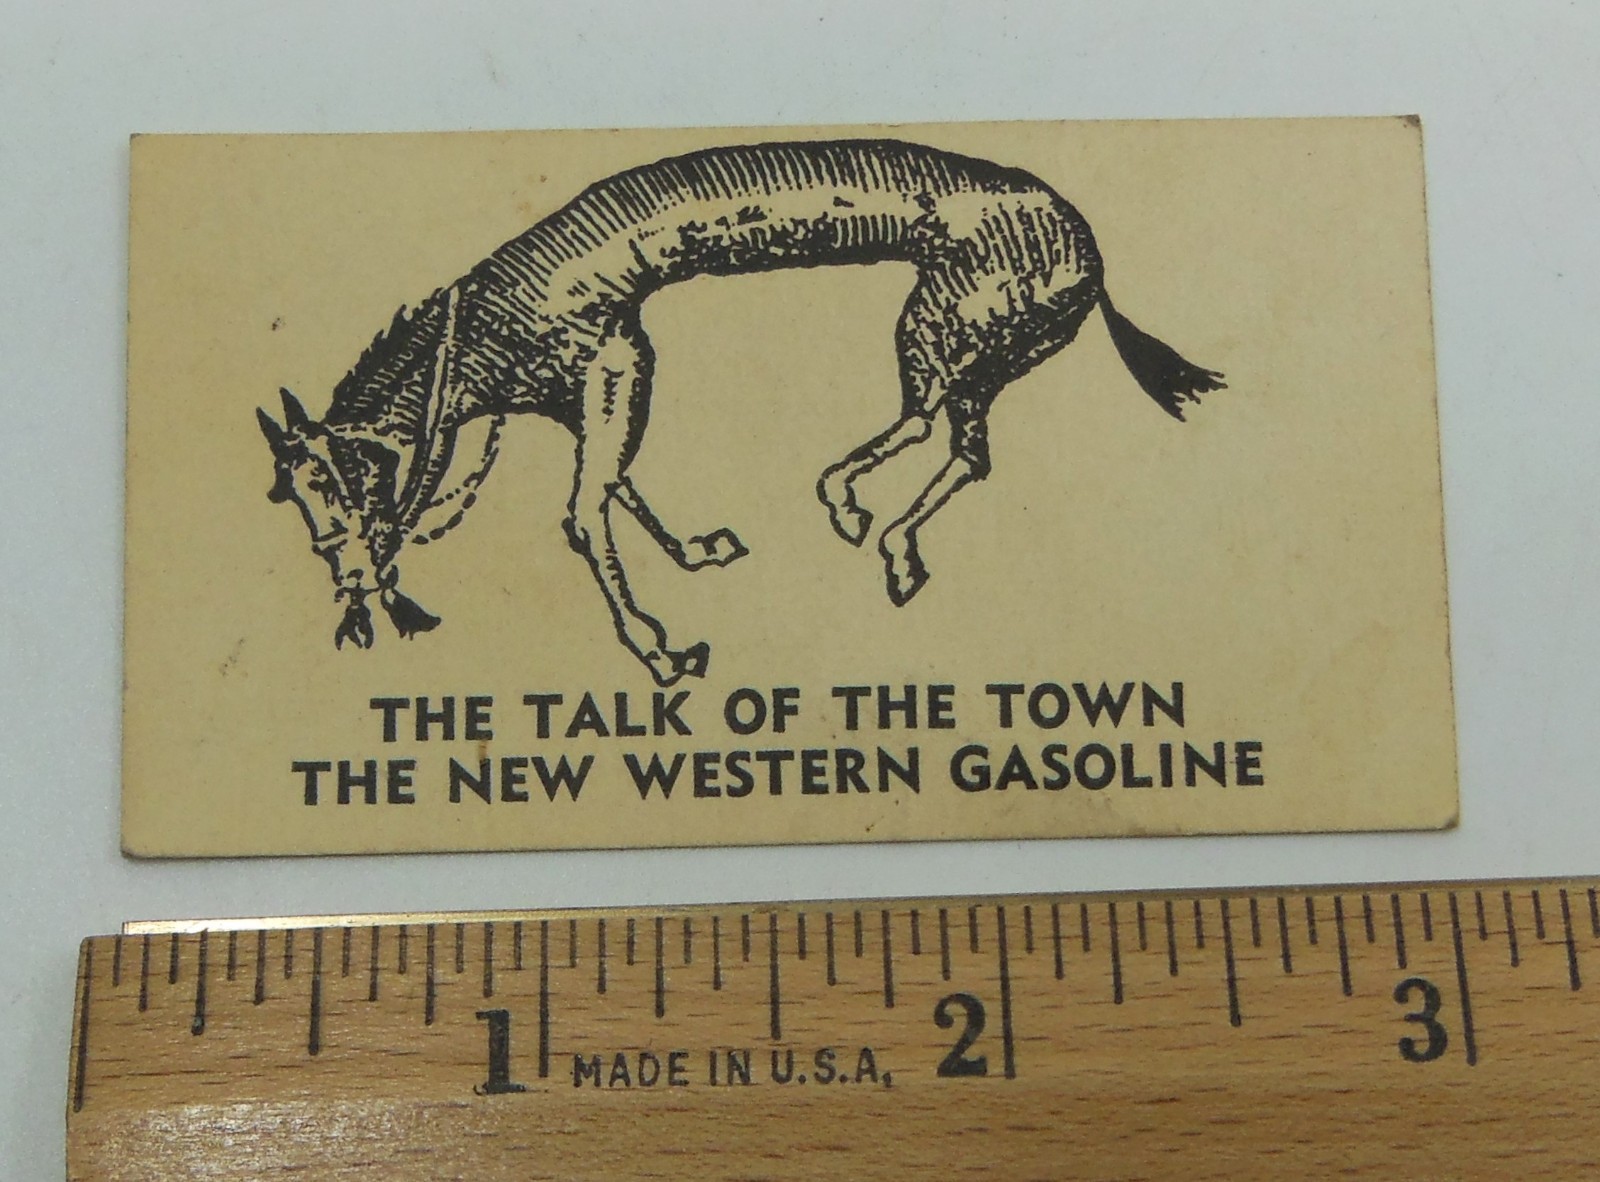 THE TALK OF THE TOWN
THE NEW WESTERN GASOLINE
1 2 3
MADE IN U.S.A.